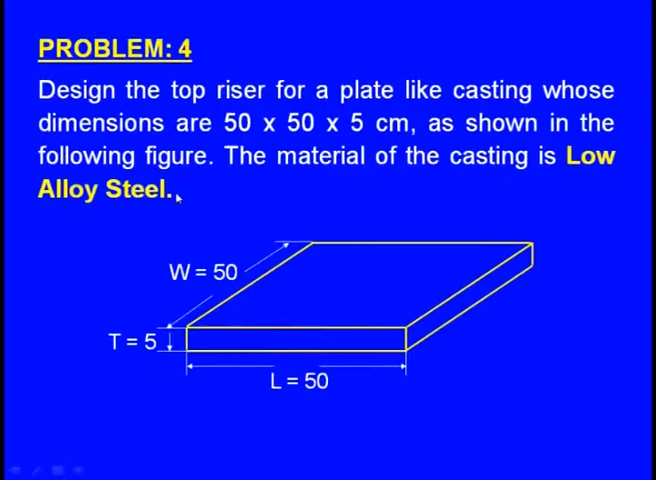 PROBLEM: 4
Design the top riser for a plate like casting whose
dimensions are 50 x 50 x 5 cm, as shown in the
following figure. The material of the casting is Low
Alloy Steel.
W = 50
T = 5
L = 50